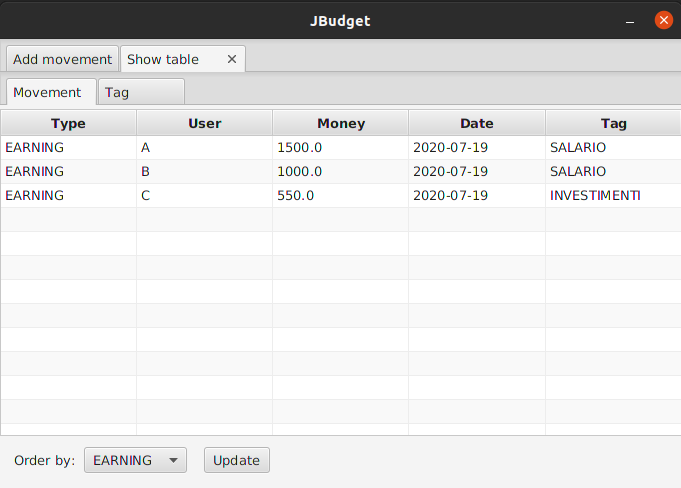 JBudget
Add movement Show table
Movement Tag
Type User Money Date Tag
EARNING A 1500.0 2020-07-19 SALARIO
EARNING B 1000.0 2020-07-19 SALARIO
EARNING C 550.0 2020-07-19 INVESTIMENTI
Order by: EARNING Update